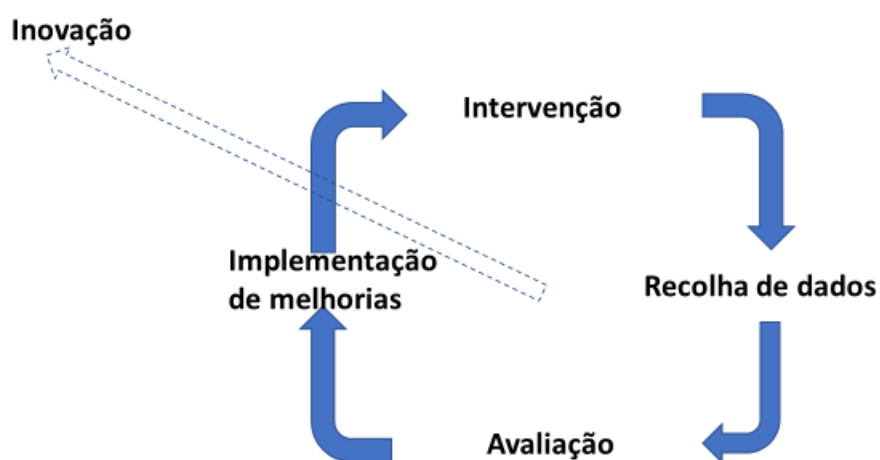 Inovação
Intervenção
Implementação
de melhorias
Recolha de dados
Avaliação